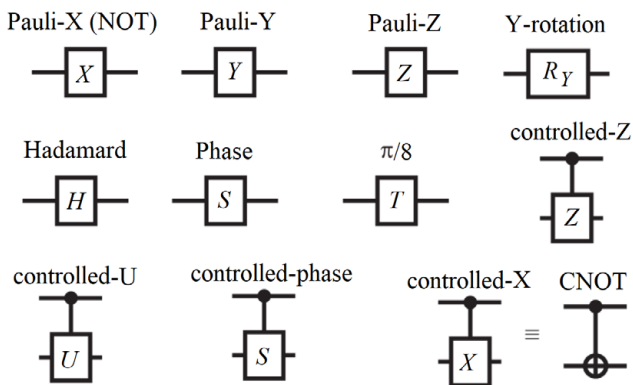 Pauli-X (NOT) Pauli-Y Pauli-Z Y-rotation
X Y Z R_Y
Hadamard Phase π/8 controlled-Z
H S T Z
controlled-U controlled-phase controlled-X CNOT
U S X ≡